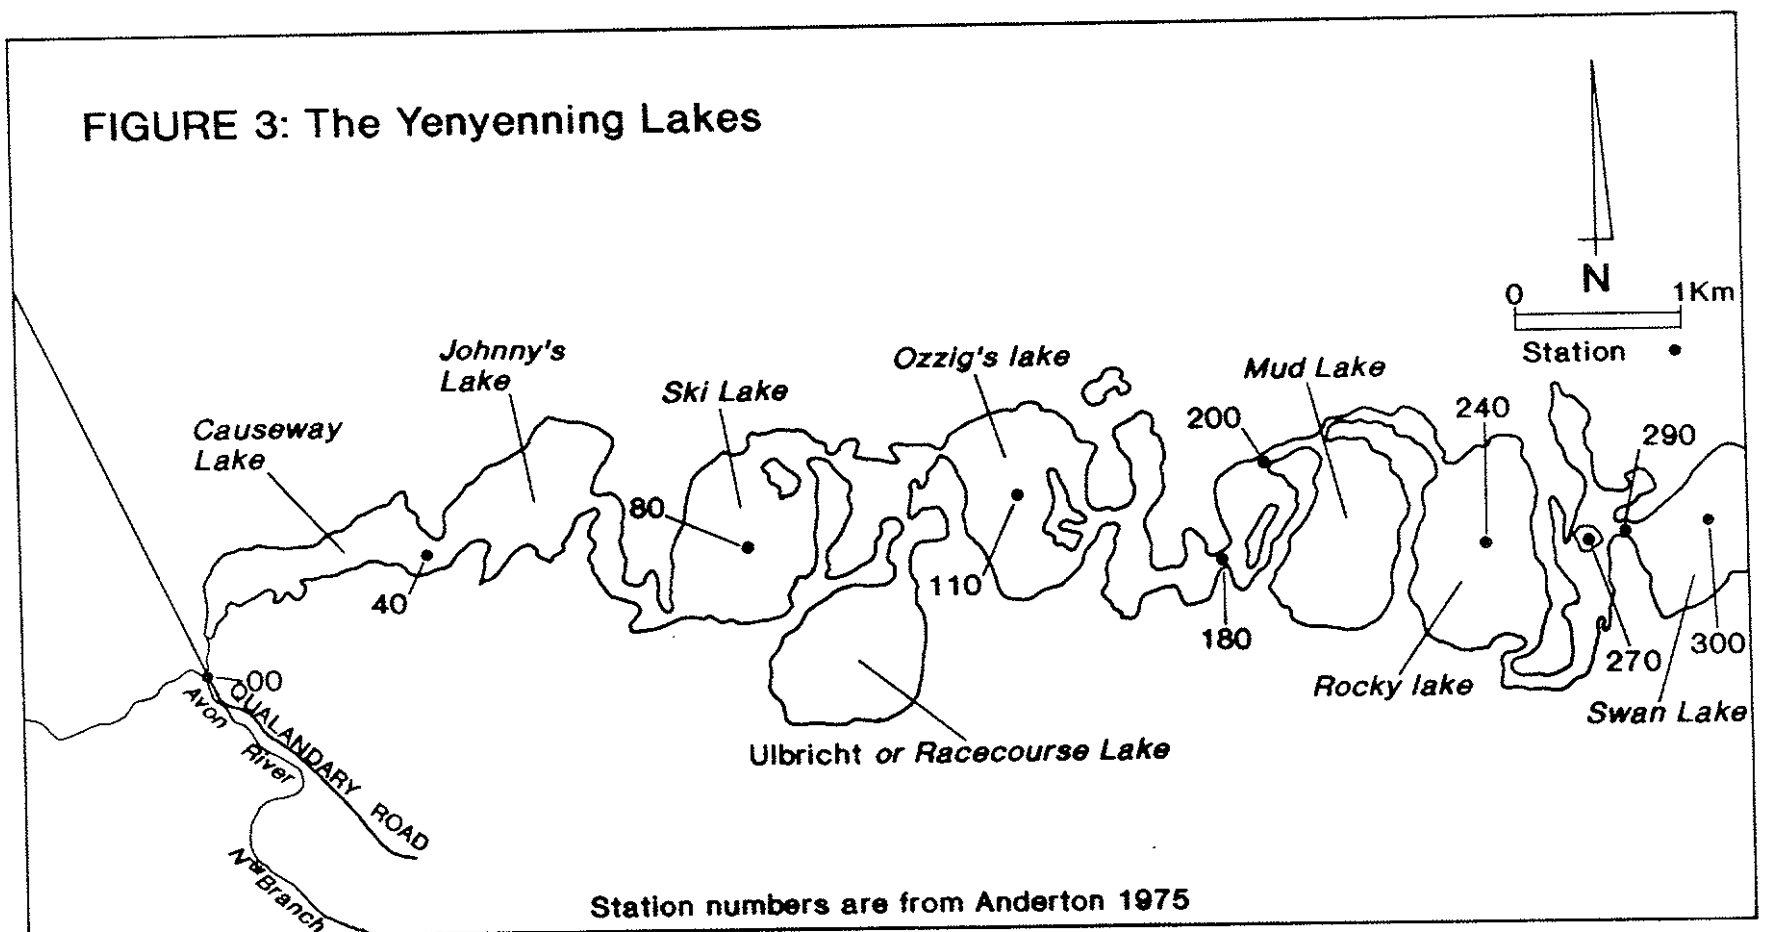 FIGURE 3: The Yenyenning Lakes
N
0 1Km
Station
Johnny's
Lake
Ozzig's lake
Mud Lake
Ski Lake
Causeway
Lake
200
240
290
80
40
110
180
270
300
Rocky lake
Swan Lake
00
QUALANDARY ROAD
Avon
River
Ulbricht or Racecourse Lake
Branch
Station numbers are from Anderton 1975